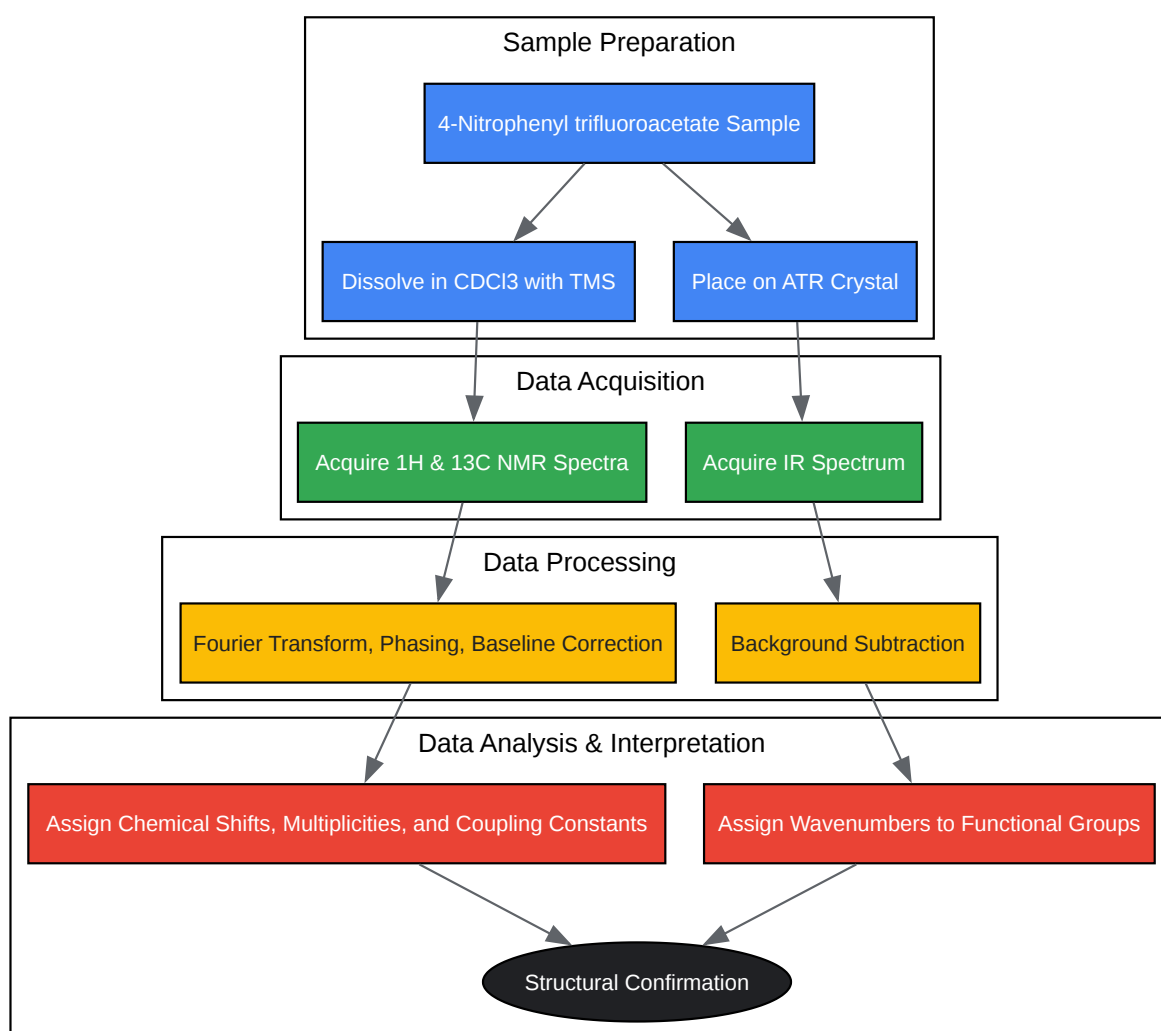 Sample Preparation
4-Nitrophenyl trifluoroacetate Sample
Dissolve in CDCl3 with TMS
Place on ATR Crystal
Data Acquisition
Acquire 1H & 13C NMR Spectra
Acquire IR Spectrum
Data Processing
Fourier Transform, Phasing, Baseline Correction
Background Subtraction
Data Analysis & Interpretation
Assign Chemical Shifts, Multiplicities, and Coupling Constants
Assign Wavenumbers to Functional Groups
Structural Confirmation